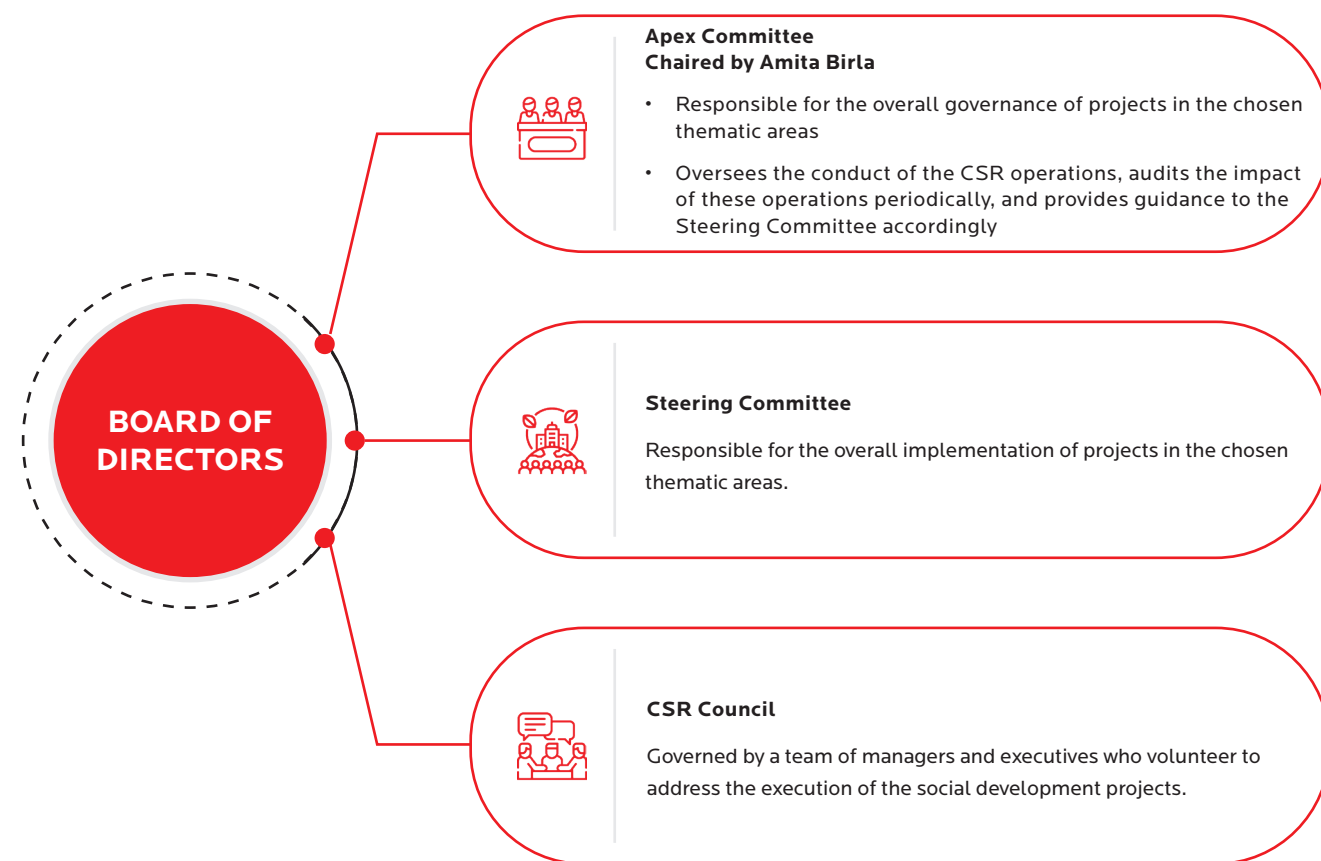 Apex Committee
Chaired by Amita Birla
• Responsible for the overall governance of projects in the chosen
thematic areas
• Oversees the conduct of the CSR operations, audits the impact
of these operations periodically, and provides guidance to the
Steering Committee accordingly
BOARD OF
DIRECTORS
Steering Committee
Responsible for the overall implementation of projects in the chosen
thematic areas.
CSR Council
Governed by a team of managers and executives who volunteer to
address the execution of the social development projects.